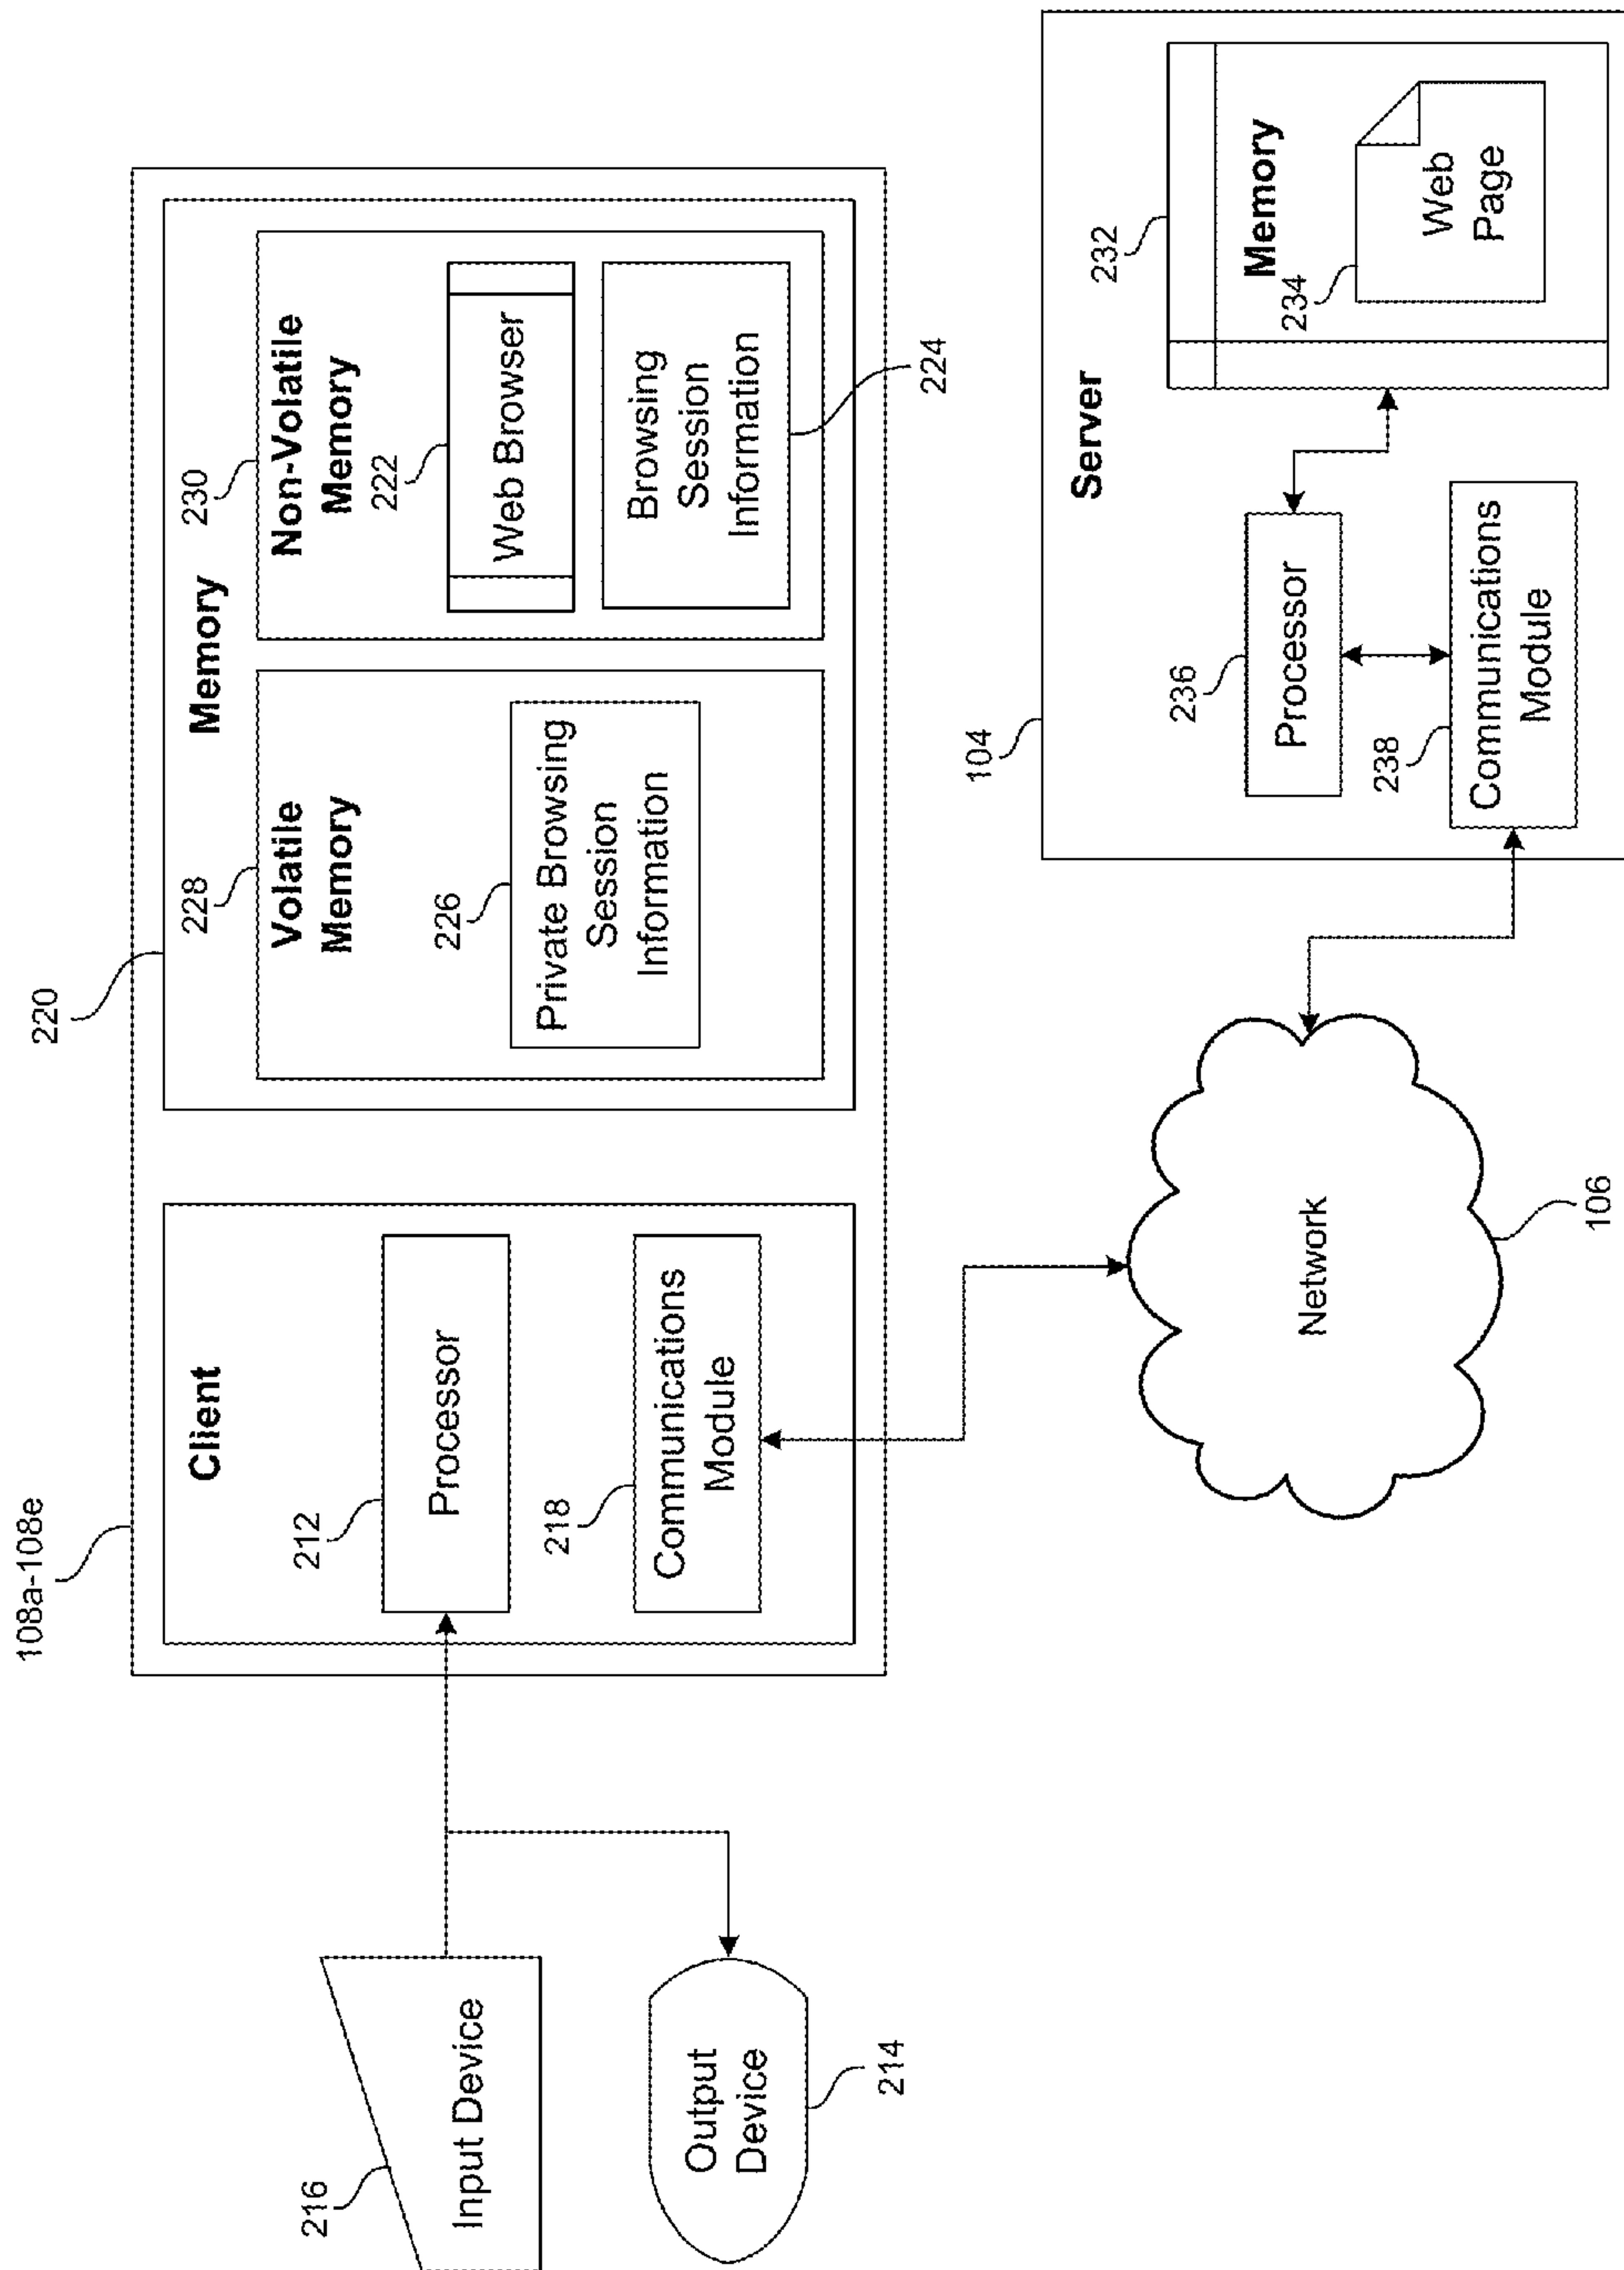 108a-108e
220
Client
Memory
228
230
Volatile
Memory
Non-Volatile
Memory
216
Input Device
212
Processor
226
Private Browsing
Session
Information
222
Web Browser
218
Communications
Module
Browsing
Session
Information
Output
Device
214
224
104
Server
232
236
Processor
Memory
234
Web
Page
Network
238
Communications
Module
106